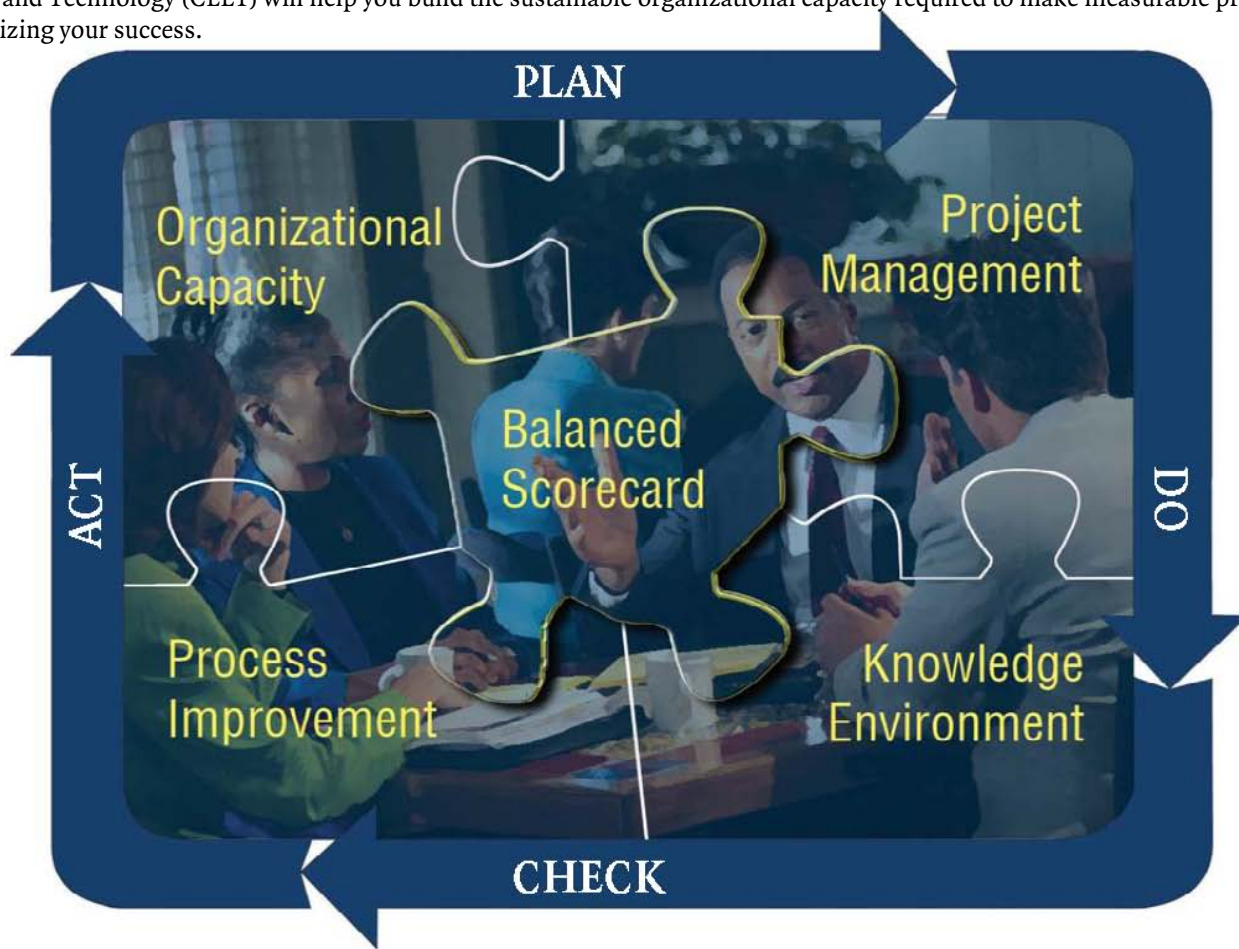 and Technology (CLET) will help you build the sustainable organizational capacity required to make measurable pr
izing your success.
PLAN
Organizational
Capacity
Project
Management
Balanced
Scorecard
ACT
DO
Process
Improvement
Knowledge
Environment
CHECK